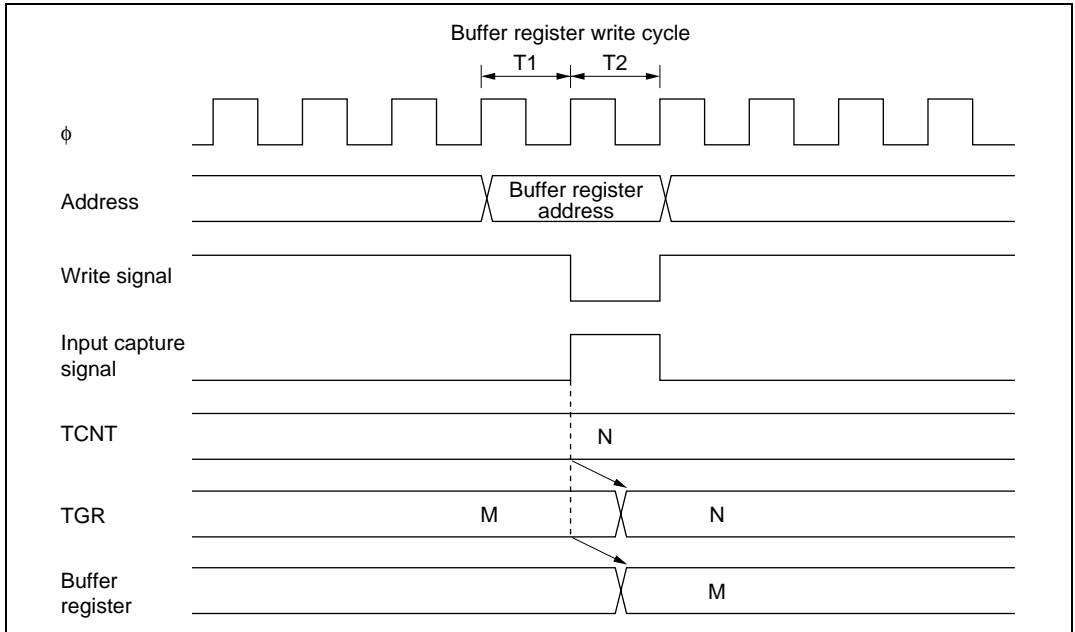 Buffer register write cycle
T1 T2
ϕ
Address
Buffer register
address
Write signal
Input capture
signal
TCNT
N
TGR
M N
Buffer
register
M